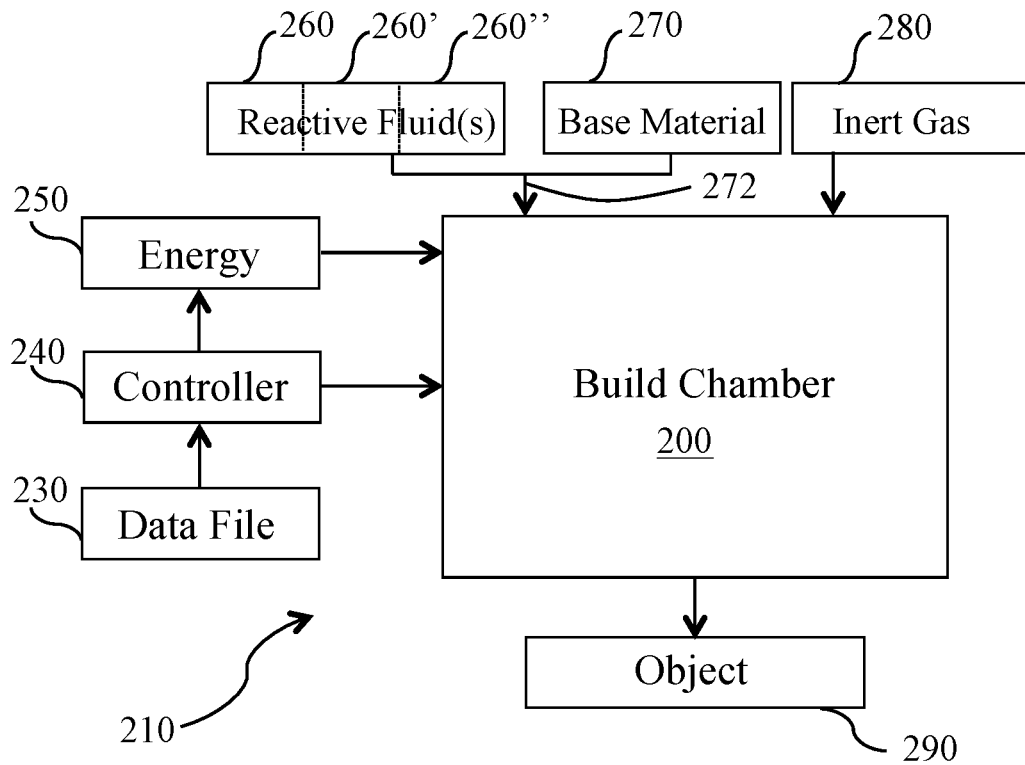 260 260’ 260’’ 270 280
Reactive Fluid(s) Base Material Inert Gas
272
250
Energy
240
Controller
Build Chamber
200
230
Data File
Object
210
290